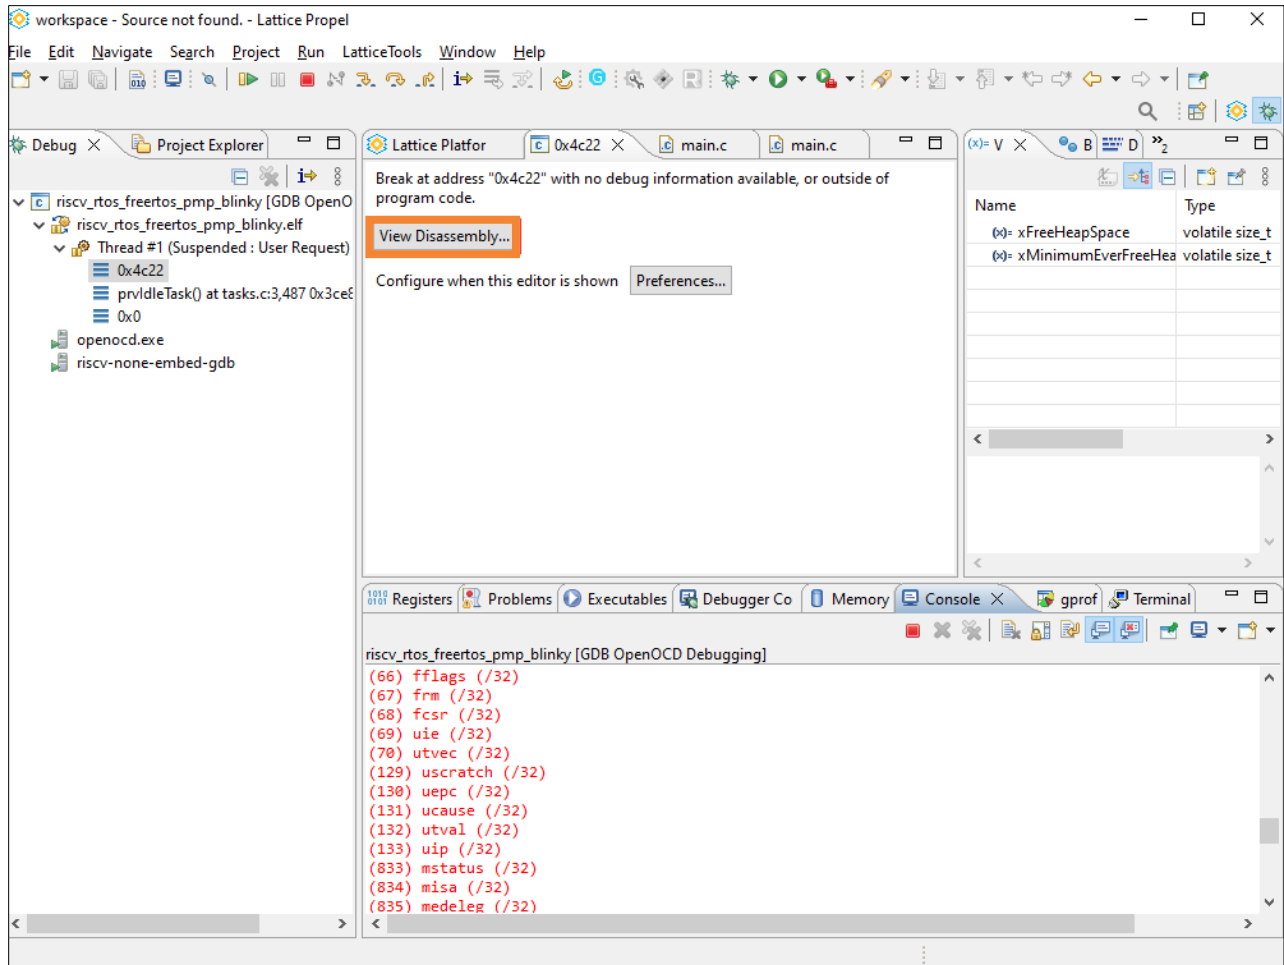 workspace - Source not found. - Lattice Propel
File Edit Navigate Search Project Run LatticeTools Window Help
Debug Project Explorer
riscv_rtos_freertos_pmp_blinky [GDB OpenO
riscv_rtos_freertos_pmp_blinky.elf
Thread #1 (Suspended : User Request)
0x4c22
prvIdleTask() at tasks.c:3,487 0x3ce8
0x0
openocd.exe
riscv-none-embed-gdb
Lattice Platfor 0x4c22 main.c main.c
Break at address "0x4c22" with no debug information available, or outside of
program code.
View Disassembly...
Configure when this editor is shown Preferences...
(x)= V B D »2
Name Type
(x)= xFreeHeapSpace volatile size_t
(x)= xMinimumEverFreeHea volatile size_t
Registers Problems Executables Debugger Co Memory Console gprof Terminal
riscv_rtos_freertos_pmp_blinky [GDB OpenOCD Debugging]
(66) fflags (/32)
(67) frm (/32)
(68) fcsr (/32)
(69) uie (/32)
(70) utvec (/32)
(129) uscratch (/32)
(130) uepc (/32)
(131) ucause (/32)
(132) utval (/32)
(133) uip (/32)
(833) mstatus (/32)
(834) misa (/32)
(835) medeleg (/32)